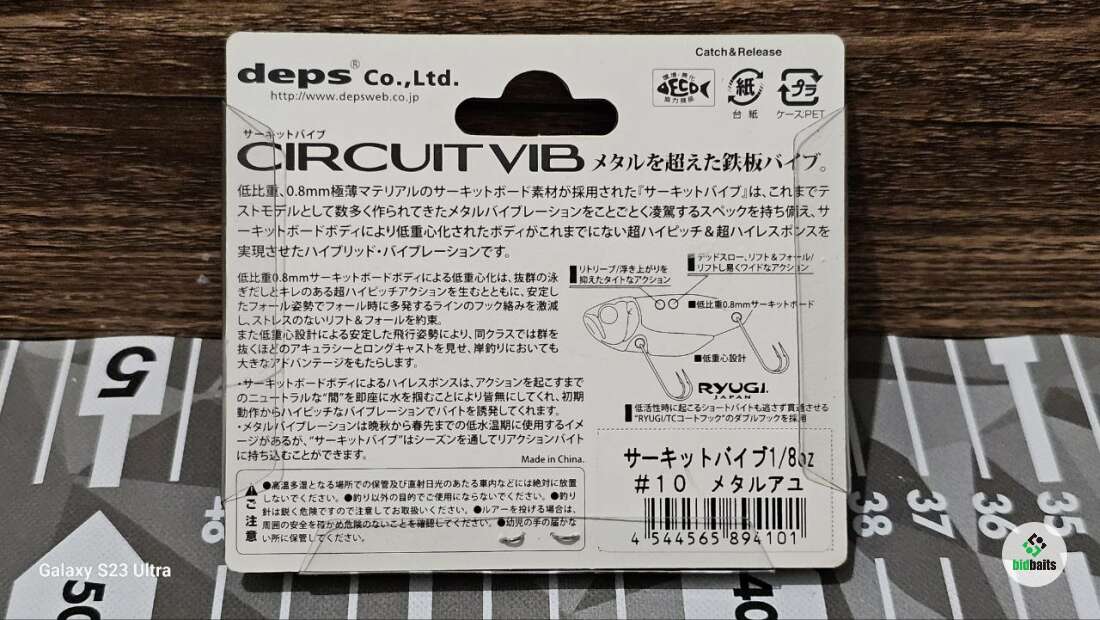 Catch & Release
deps® Co.,Ltd.
http://www.depsweb.co.jp
ECO
紙
プラ
台 紙
ケース:PET
サーキットバイブ
CIRCUIT VIB メタルを超えた鉄板バイブ。
低比重、0.8mm極薄マテリアルのサーキットボード素材が採用された『サーキットバイブ』は、これまでテ
ストモデルとして数多く作られてきたメタルバイブレーションをことごとく凌駕するスペックを持ち備え、サ
ーキットボードボディにより低重心化されたボディがこれまでにない超ハイピッチ&超ハイレスポンスを
実現させたハイブリッド・バイブレーションです。
低比重0.8mmサーキットボードボディによる低重心化は、抜群の泳
ぎだしとキレのある超ハイピッチアクションを生むとともに、安定し
たフォール姿勢でフォール時に多発するラインのフック絡みを激減
し、ストレスのないリフト&フォールを約束。
また低重心設計による安定した飛行姿勢により、同クラスでは群を
抜くほどのアキュラシーとロングキャストを見せ、岸釣りにおいても
大きなアドバンテージをもたらします。
・サーキットボードボディによるハイレスポンスは、アクションを起こすまで
のニュートラルな"間"を即座に水を掴むことにより皆無にしてくれ、初期
動作からハイピッチなバイブレーションでバイトを誘発してくれます。
・メタルバイブレーションは晩秋から春先までの低水温期に使用するイメ
ージがあるが、"サーキットバイブ"はシーズンを通してリアクションバイト
に持ち込むことができます。
Made in China.
リトリーブ/浮き上がりを
抑えたタイトなアクション
デッドスロー、リフト&フォール/
リフトし易くワイドなアクション
■低比重0.8mmサーキットボード
■低重心設計
RYUGI
JAPAN
低活性時に起こるショートバイトも逃さず貫通させる
"RYUGI/TCコートフック"のダブルフックを採用
サーキットバイブ1/8oz
#10 メタルアユ
4 544565 894101
ご注意
●高温多湿となる場所での保管及び直射日光のあたる車内などには絶対に放置
しないでください。●釣り以外の目的でご使用にならないでください。●釣り
針は鋭く危険ですので注意してお取扱いください。●ルアーを投げる場合は、
周囲の安全を確かめ危険のないことを確認してください。●幼児の手の届かな
い所に保管してください。
5
46
38
37
36
35
50
Galaxy S23 Ultra
bidbaits